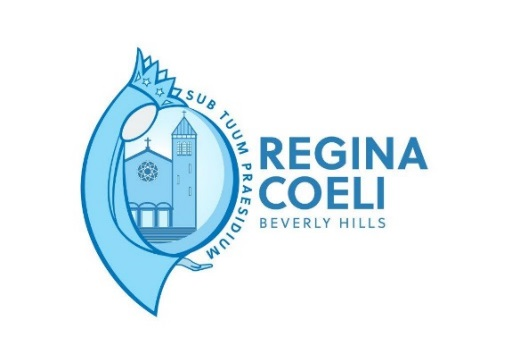 SUB TUUM PRAESIDIUM
REGINA
COELI
BEVERLY HILLS